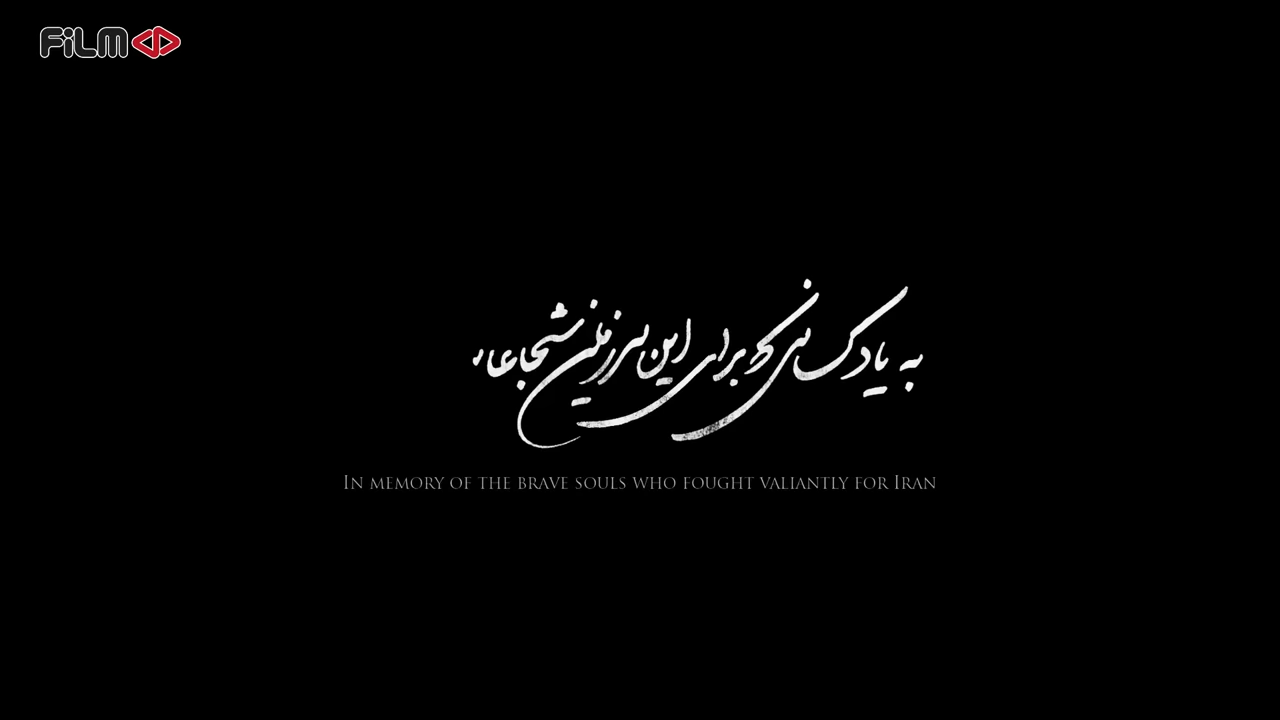 FiLM
به یاد کسانی که برای این سرزمین شجاعا
In memory of the brave souls who fought valiantly for Iran